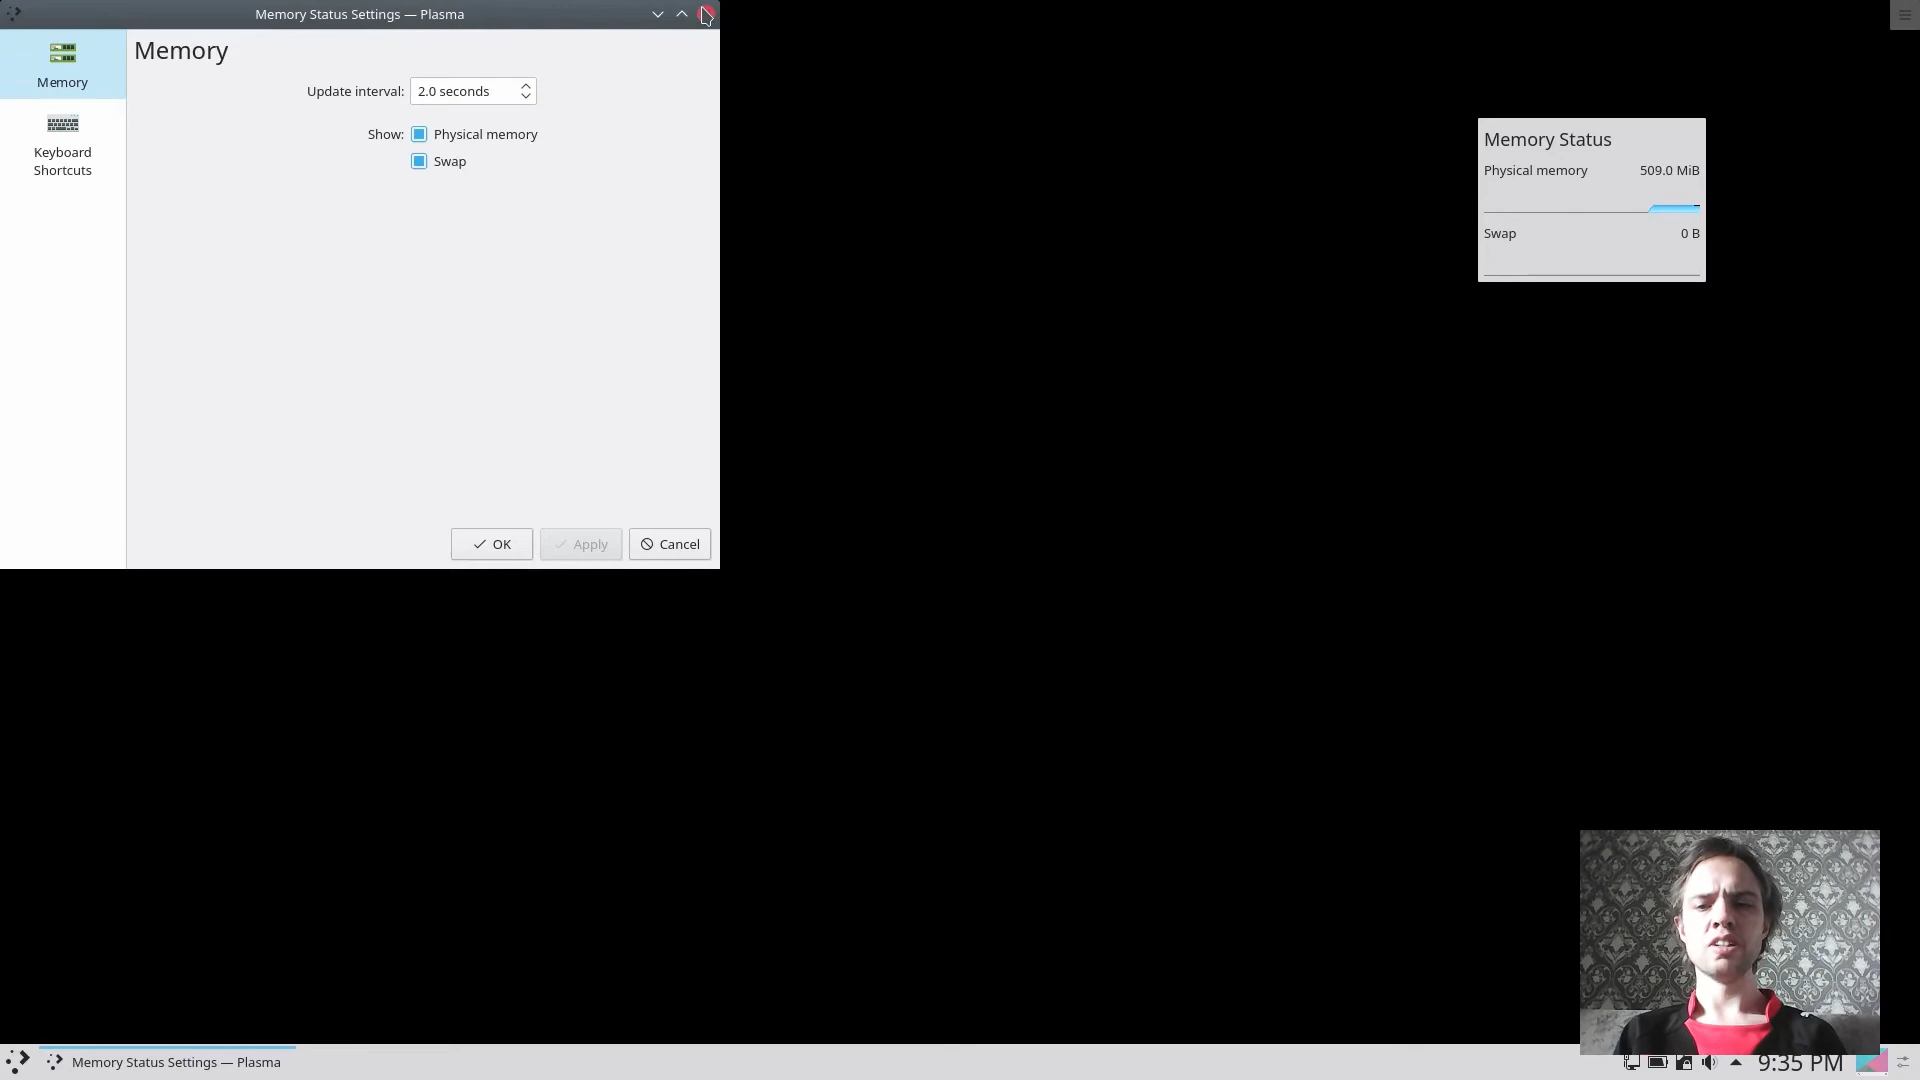 Memory Status Settings — Plasma
Memory
Memory
Update interval: 2.0 seconds
Show: Physical memory
Swap
Keyboard
Shortcuts
OK Apply Cancel
Memory Status
Physical memory 509.0 MiB
Swap 0 B
Memory Status Settings — Plasma
9:35 PM